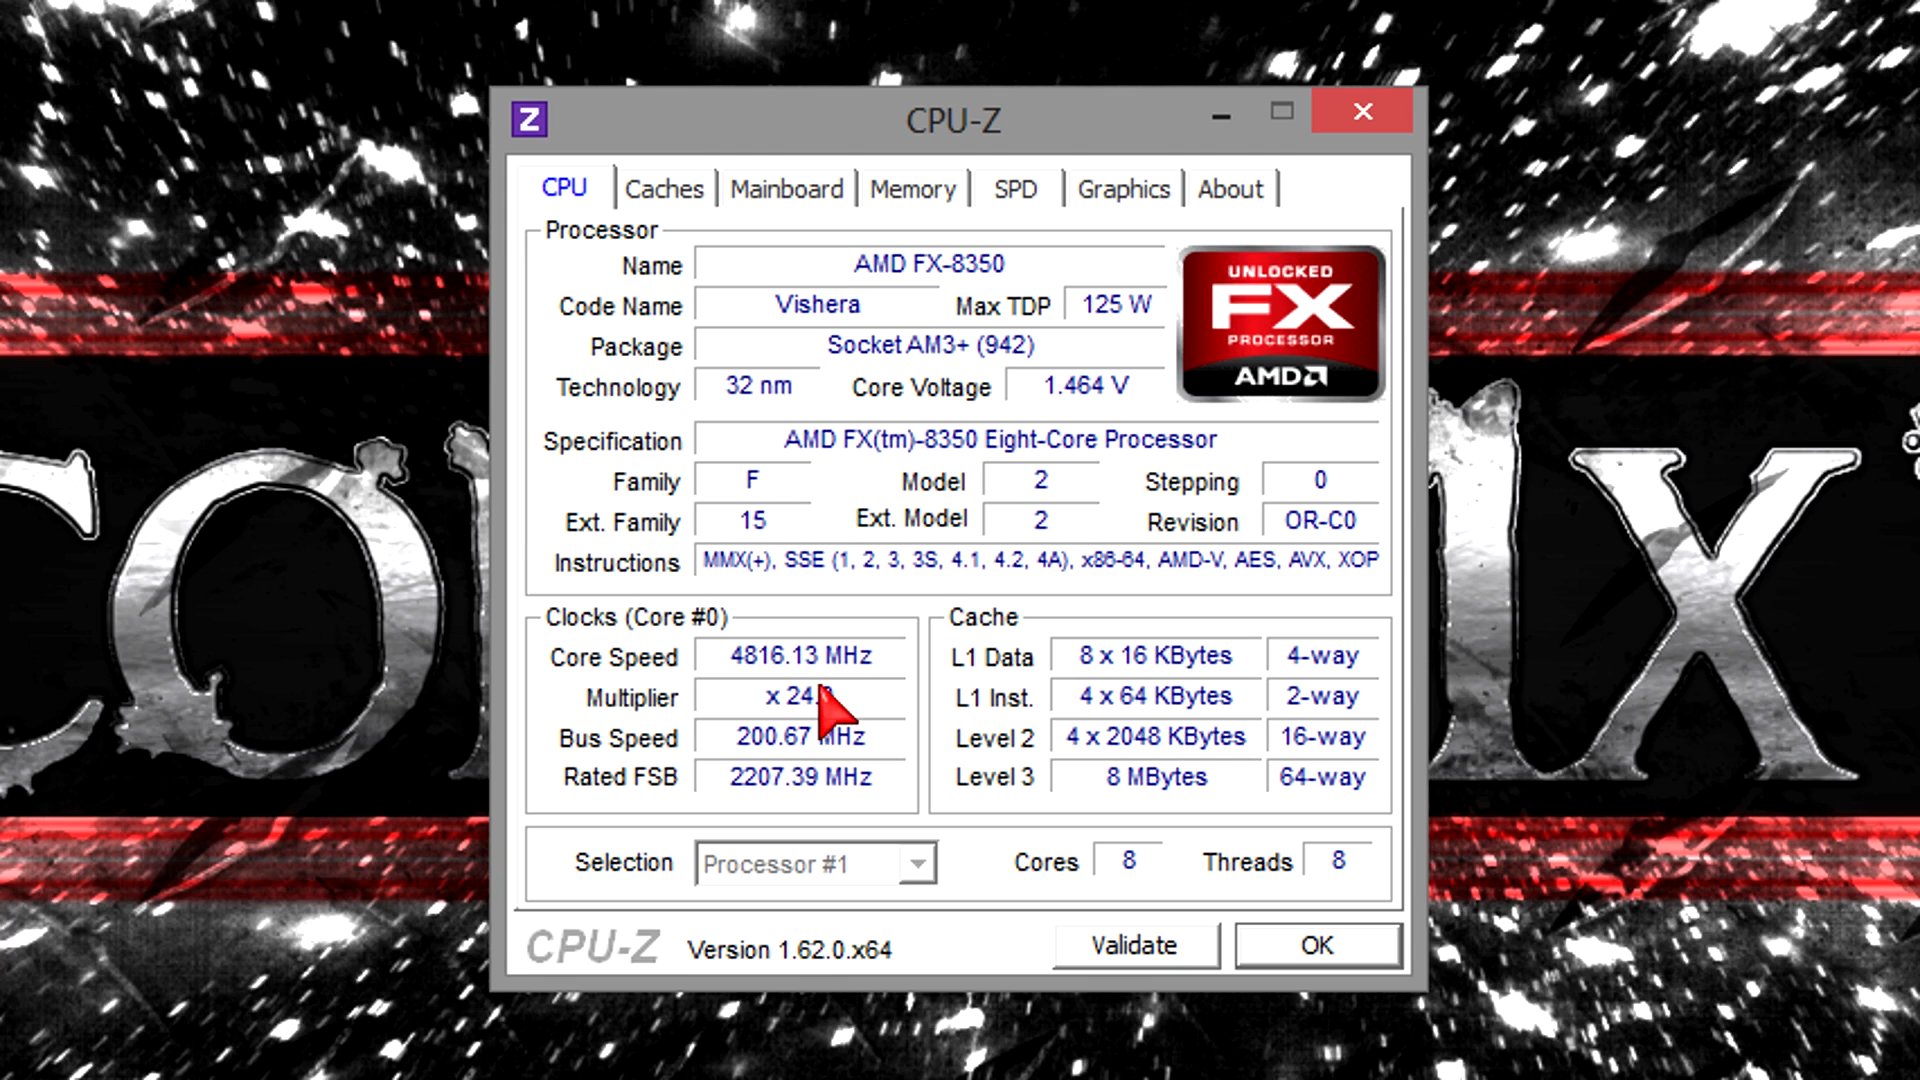 CPU-Z
CPU Caches Mainboard Memory SPD Graphics About
Processor
Name AMD FX-8350
Code Name Vishera Max TDP 125 W
Package Socket AM3+ (942)
Technology 32 nm Core Voltage 1.464 V
UNLOCKED
FX
PROCESSOR
AMD
Specification AMD FX(tm)-8350 Eight-Core Processor
Family F Model 2 Stepping 0
Ext. Family 15 Ext. Model 2 Revision OR-C0
Instructions MMX(+), SSE (1, 2, 3, 3S, 4.1, 4.2, 4A), x86-64, AMD-V, AES, AVX, XOP
Clocks (Core #0)
Core Speed 4816.13 MHz
Multiplier x 24.
Bus Speed 200.67 MHz
Rated FSB 2207.39 MHz
Cache
L1 Data 8 x 16 KBytes 4-way
L1 Inst. 4 x 64 KBytes 2-way
Level 2 4 x 2048 KBytes 16-way
Level 3 8 MBytes 64-way
Selection Processor #1 Cores 8 Threads 8
CPU-Z Version 1.62.0.x64 Validate OK